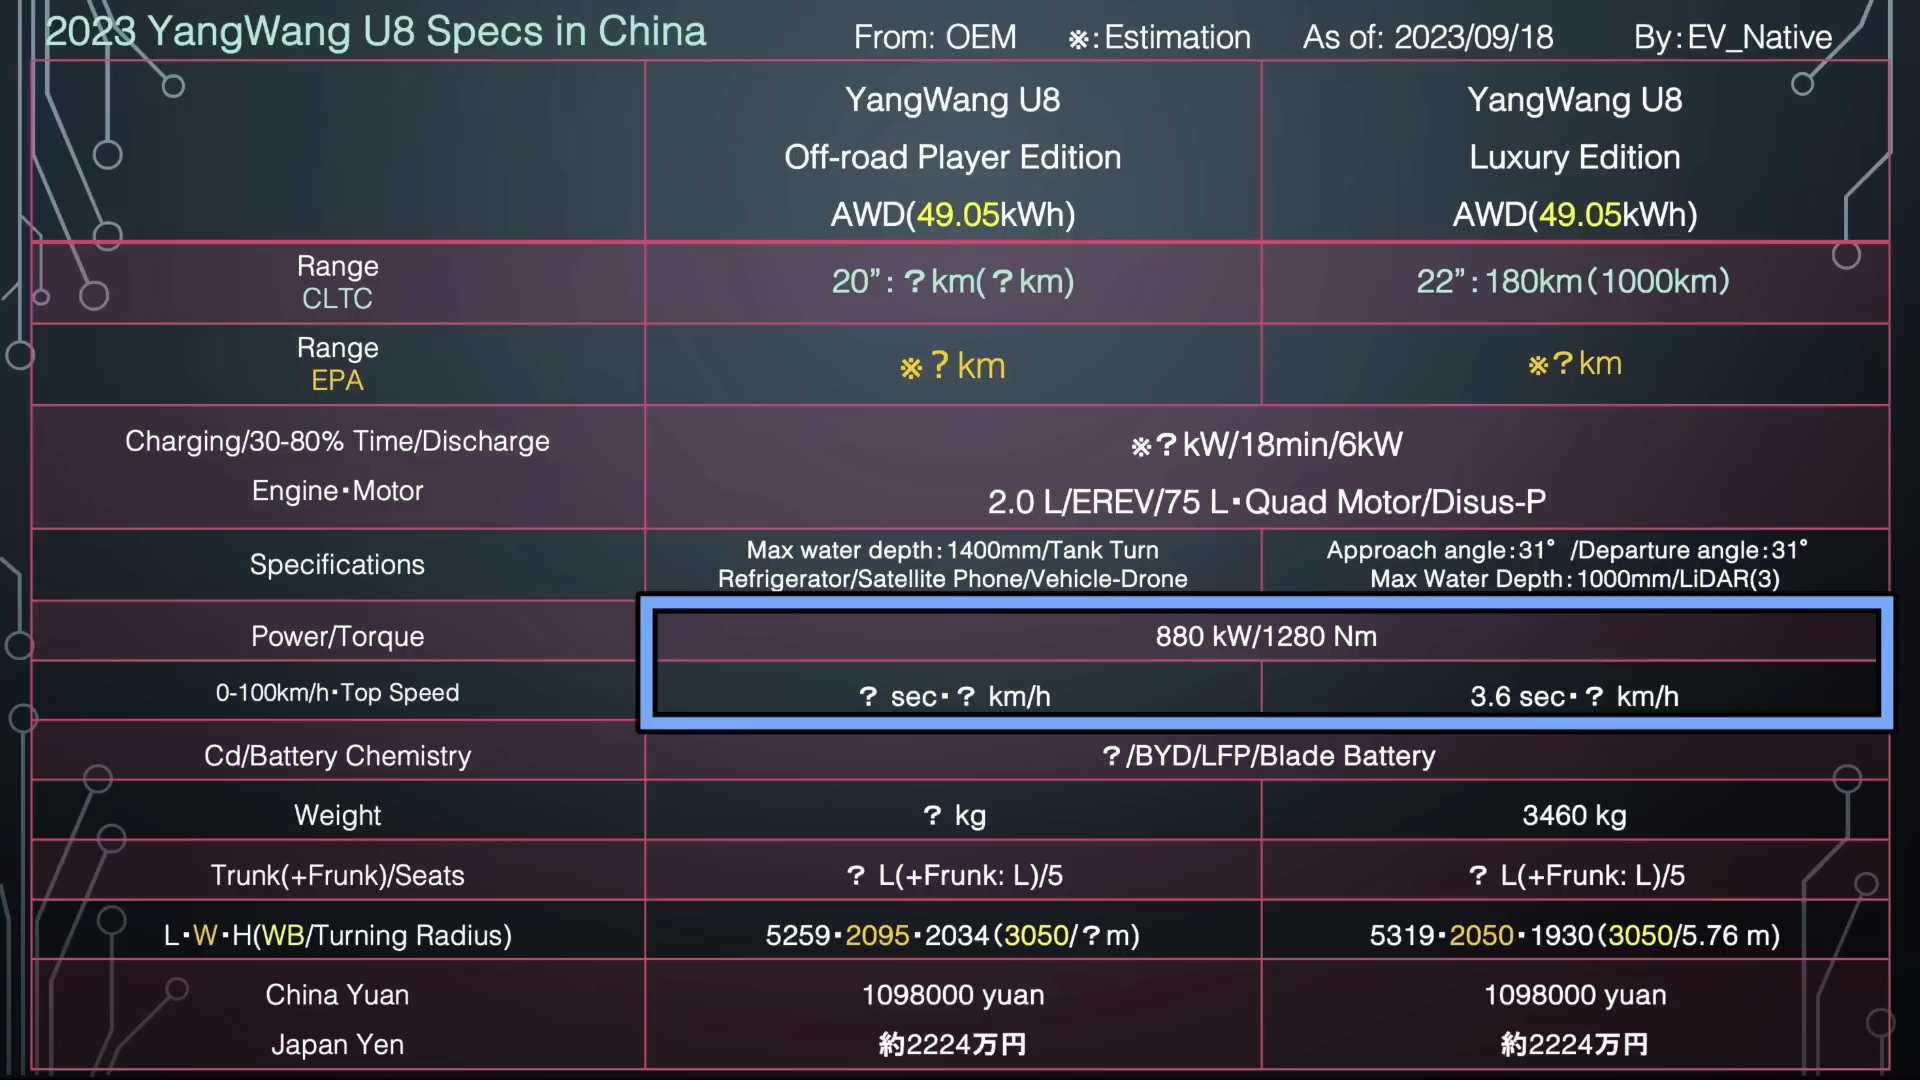 2023 YangWang U8 Specs in China
From: OEM ※:Estimation As of: 2023/09/18 By:EV_Native
YangWang U8
Off-road Player Edition
AWD(49.05kWh)
YangWang U8
Luxury Edition
AWD(49.05kWh)
Range
CLTC
20”:？km(？km)
22”:180km(1000km)
Range
EPA
※？km
※？km
Charging/30-80% Time/Discharge
Engine・Motor
※？kW/18min/6kW
2.0 L/EREV/75 L・Quad Motor/Disus-P
Specifications
Max water depth:1400mm/Tank Turn
Refrigerator/Satellite Phone/Vehicle-Drone
Approach angle:31° /Departure angle:31°
Max Water Depth:1000mm/LiDAR(3)
Power/Torque
880 kW/1280 Nm
0-100km/h・Top Speed
？ sec・？ km/h
3.6 sec・？ km/h
Cd/Battery Chemistry
？/BYD/LFP/Blade Battery
Weight
？ kg
3460 kg
Trunk(+Frunk)/Seats
？ L(+Frunk: L)/5
？ L(+Frunk: L)/5
L・W・H(WB/Turning Radius)
5259・2095・2034(3050/？m)
5319・2050・1930(3050/5.76 m)
China Yuan
Japan Yen
1098000 yuan
約2224万円
1098000 yuan
約2224万円